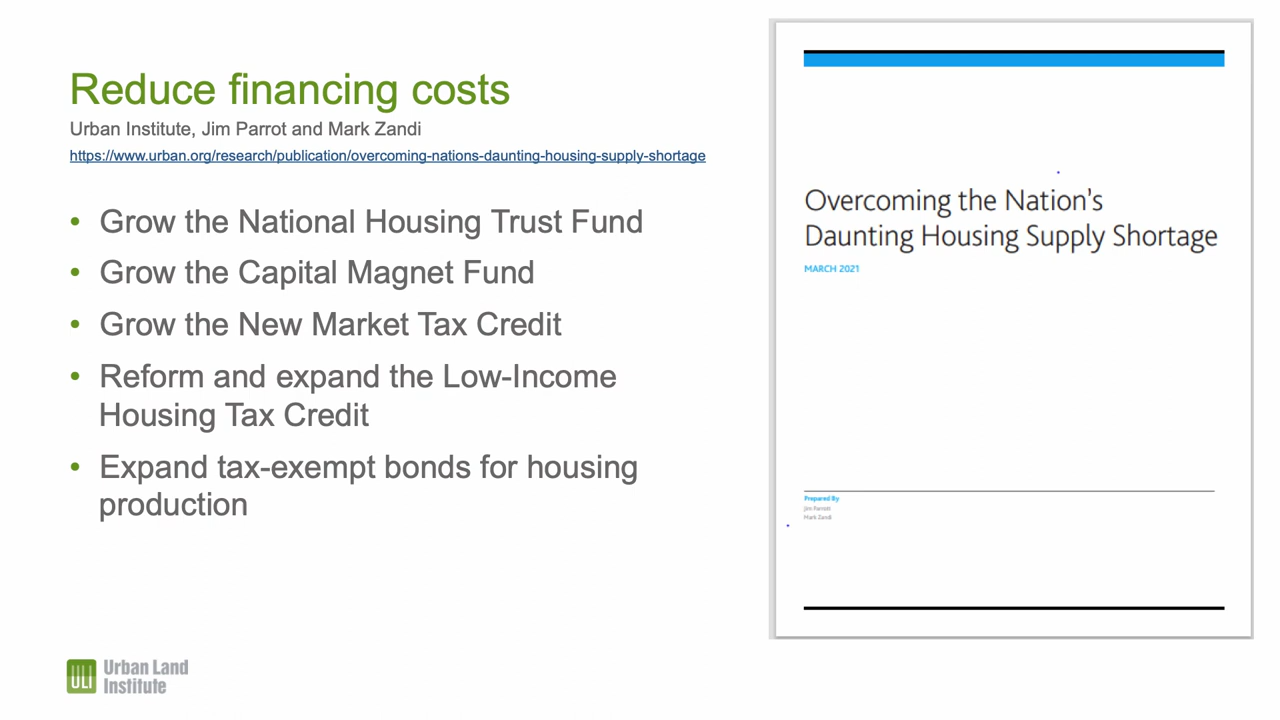 Reduce financing costs
Urban Institute, Jim Parrot and Mark Zandi
https://www.urban.org/research/publication/overcoming-nations-daunting-housing-supply-shortage
• Grow the National Housing Trust Fund
• Grow the Capital Magnet Fund
• Grow the New Market Tax Credit
• Reform and expand the Low-Income
Housing Tax Credit
• Expand tax-exempt bonds for housing
production
Overcoming the Nation's
Daunting Housing Supply Shortage
MARCH 2021
Prepared By
Jim Parrott
Mark Zandi
ULI Urban Land
Institute